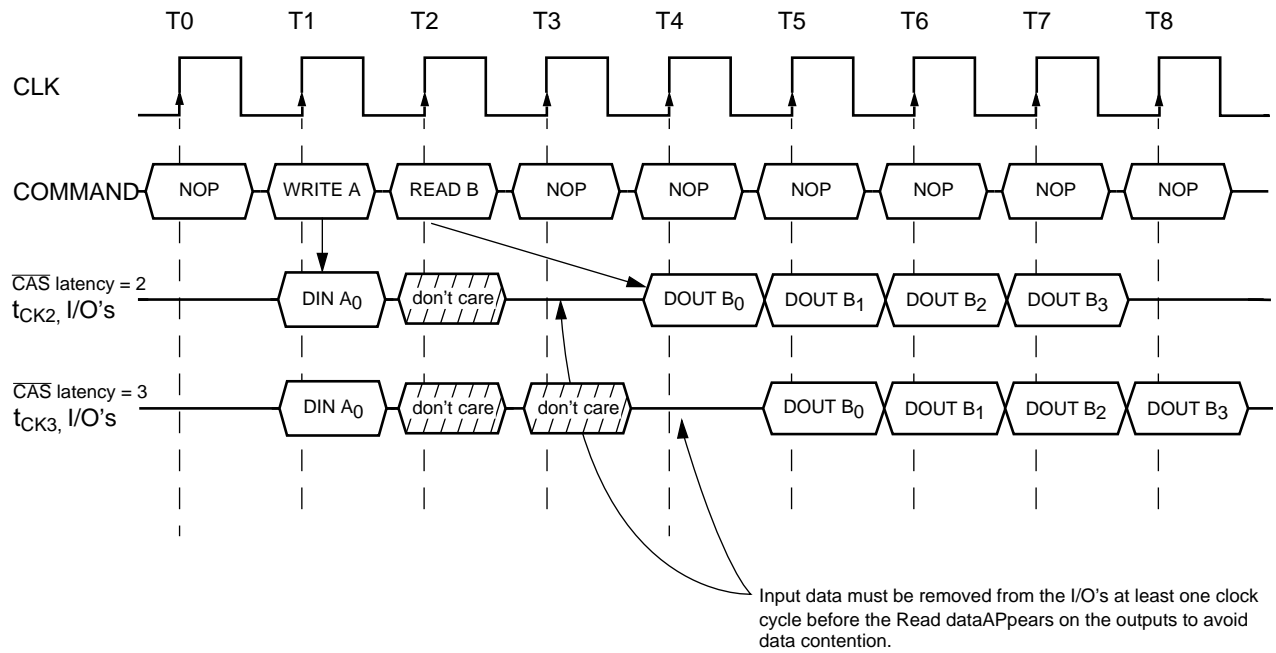 T0 T1 T2 T3 T4 T5 T6 T7 T8
CLK
COMMAND NOP WRITE A READ B NOP NOP NOP NOP NOP NOP
CAS latency = 2
tCK2, I/O's DIN A0 don't care DOUT B0 DOUT B1 DOUT B2 DOUT B3
CAS latency = 3
tCK3, I/O's DIN A0 don't care don't care DOUT B0 DOUT B1 DOUT B2 DOUT B3
Input data must be removed from the I/O's at least one clock
cycle before the Read dataAPpears on the outputs to avoid
data contention.